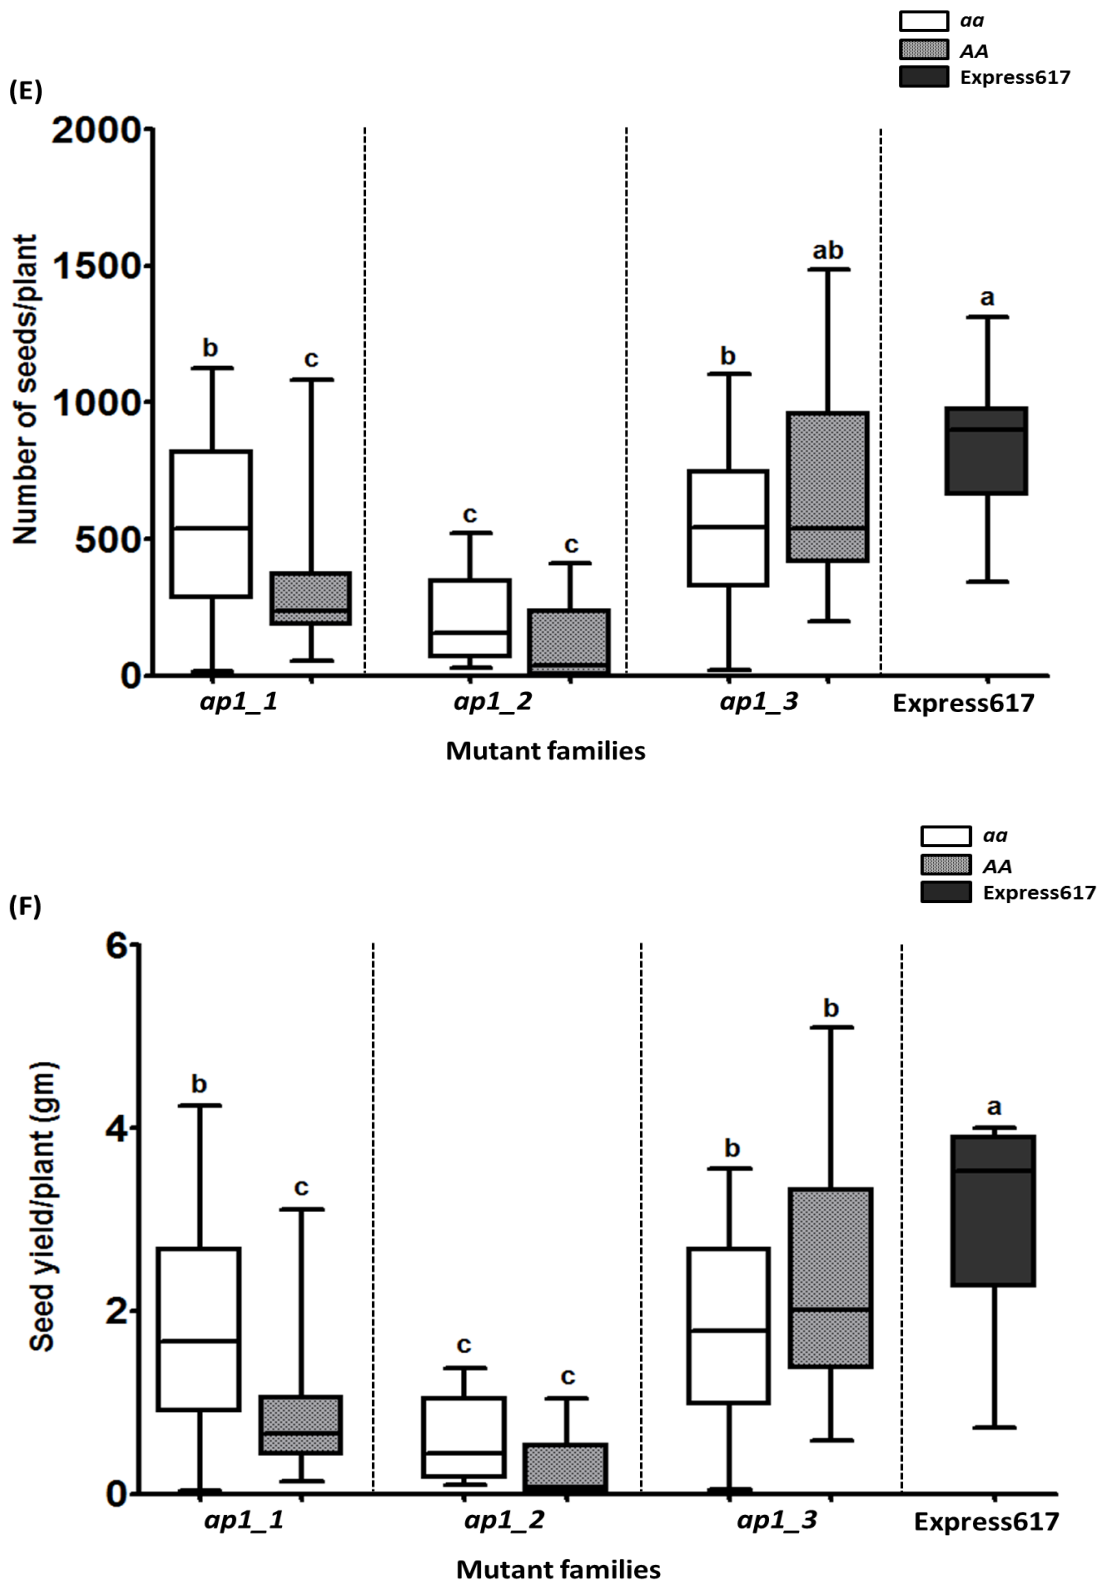 aa
AA
Express617
(E)
Number of seeds/plant
2000
1500
1000
500
0
b
c
c
c
b
ab
a
ap1_1
ap1_2
ap1_3
Express617
Mutant families
aa
AA
Express617
(F)
Seed yield/plant (gm)
6
4
2
0
b
c
c
c
b
b
a
ap1_1
ap1_2
ap1_3
Express617
Mutant families